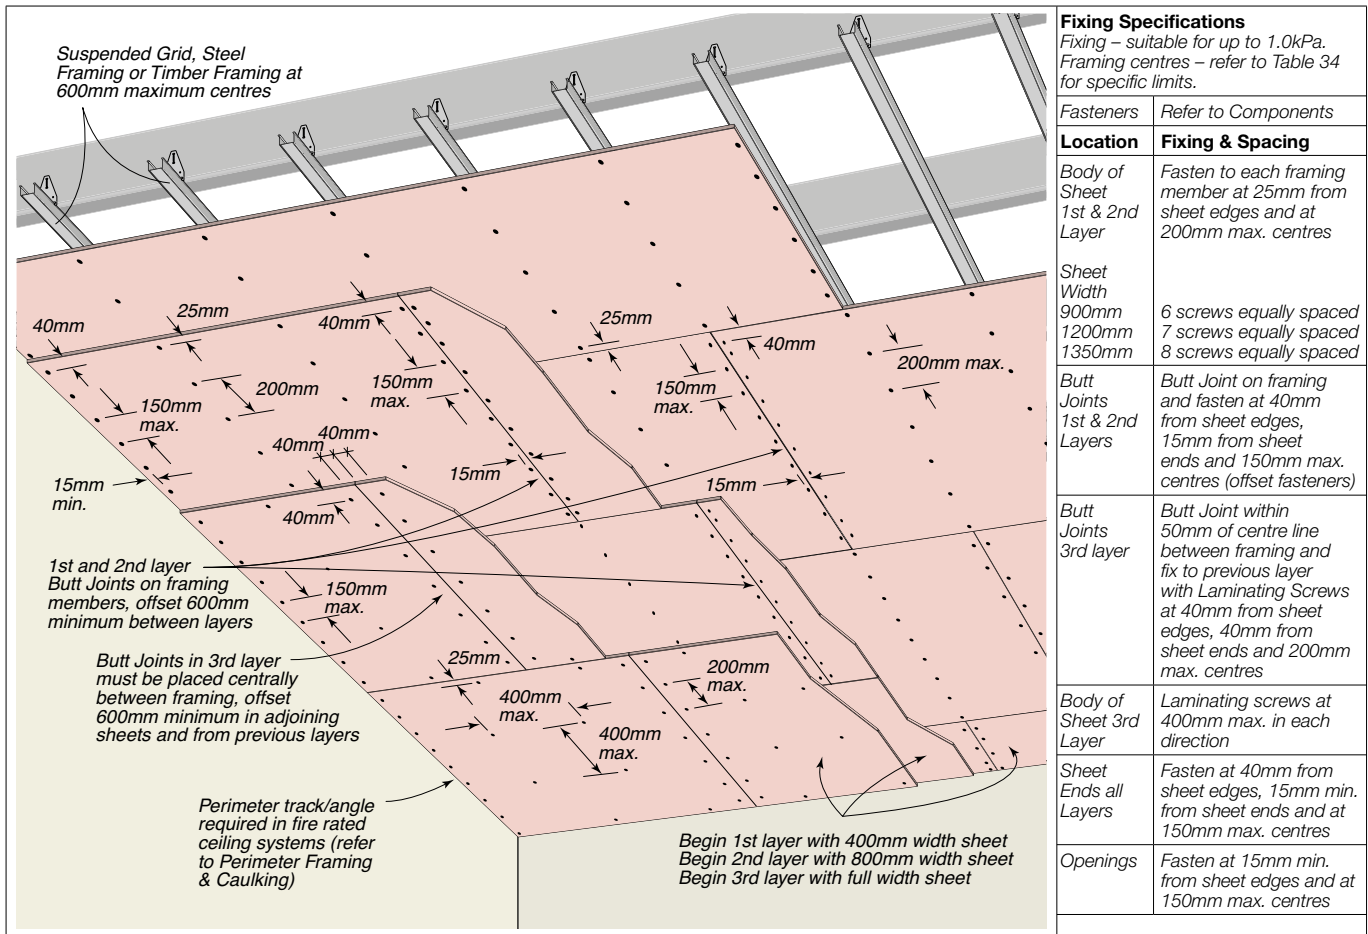 Suspended Grid, Steel
Framing or Timber Framing at
600mm maximum centres
40mm
25mm
40mm
25mm
40mm
200mm max.
150mm
max.
200mm
150mm
max.
150mm
max.
40mm
40mm
15mm
15mm
15mm
min.
40mm
1st and 2nd layer
Butt Joints on framing
members, offset 600mm
minimum between layers
150mm
max.
Butt Joints in 3rd layer
must be placed centrally
between framing, offset
600mm minimum in adjoining
sheets and from previous layers
25mm
400mm
max.
200mm
max.
400mm
max.
Perimeter track/angle
required in fire rated
ceiling systems (refer
to Perimeter Framing
& Caulking)
Begin 1st layer with 400mm width sheet
Begin 2nd layer with 800mm width sheet
Begin 3rd layer with full width sheet
Fixing Specifications
Fixing – suitable for up to 1.0kPa.
Framing centres – refer to Table 34
for specific limits.
Fasteners Refer to Components
Location Fixing & Spacing
Body of Fasten to each framing
Sheet member at 25mm from
1st & 2nd sheet edges and at
Layer 200mm max. centres
Sheet
Width
900mm 6 screws equally spaced
1200mm 7 screws equally spaced
1350mm 8 screws equally spaced
Butt Butt Joint on framing
Joints and fasten at 40mm
1st & 2nd from sheet edges,
Layers 15mm from sheet
ends and 150mm max.
centres (offset fasteners)
Butt Butt Joint within
Joints 50mm of centre line
3rd layer between framing and
fix to previous layer
with Laminating Screws
at 40mm from sheet
edges, 40mm from
sheet ends and 200mm
max. centres
Body of Laminating screws at
Sheet 3rd 400mm max. in each
Layer direction
Sheet Fasten at 40mm from
Ends all sheet edges, 15mm min.
Layers from sheet ends and at
150mm max. centres
Openings Fasten at 15mm min.
from sheet edges and at
150mm max. centres